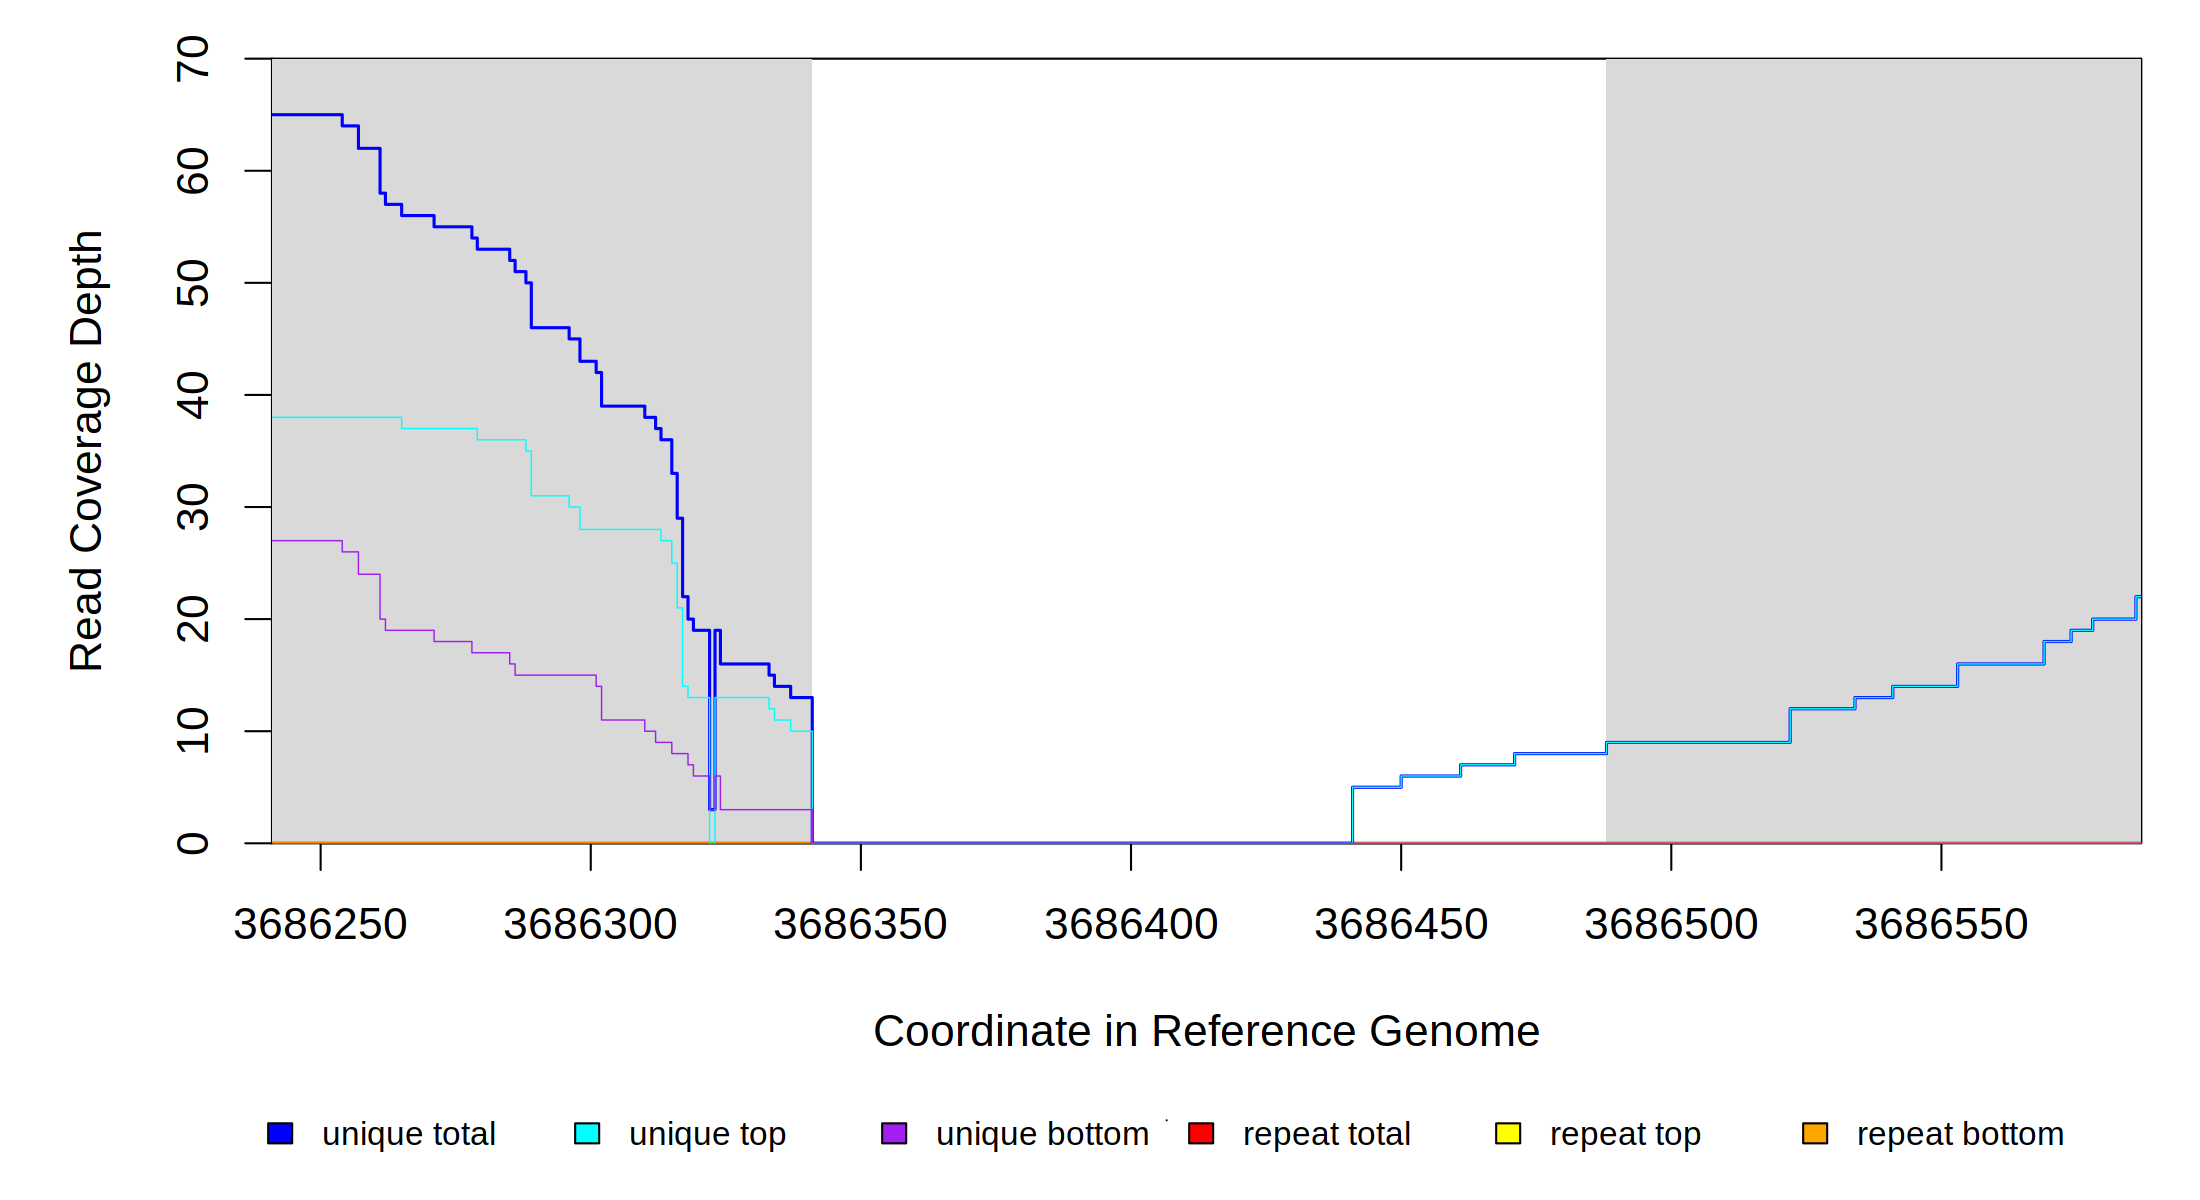 70
60
50
40
30
20
10
0
Read Coverage Depth
3686250 3686300 3686350 3686400 3686450 3686500 3686550
Coordinate in Reference Genome
unique total unique top unique bottom repeat total repeat top repeat bottom